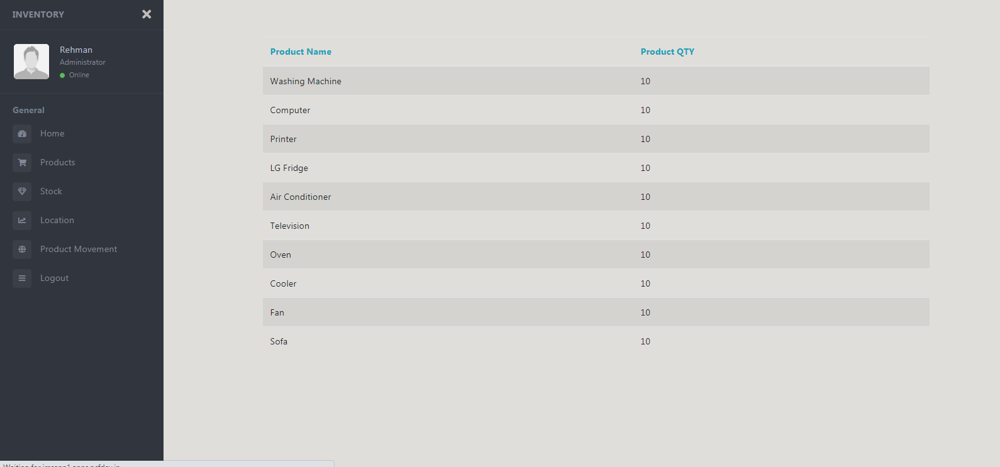 INVENTORY
Rehman
Administrator
Online
General
Home
Products
Stock
Location
Product Movement
Logout
Product Name Product QTY
Washing Machine 10
Computer 10
Printer 10
LG Fridge 10
Air Conditioner 10
Television 10
Oven 10
Cooler 10
Fan 10
Sofa 10
Waiting for